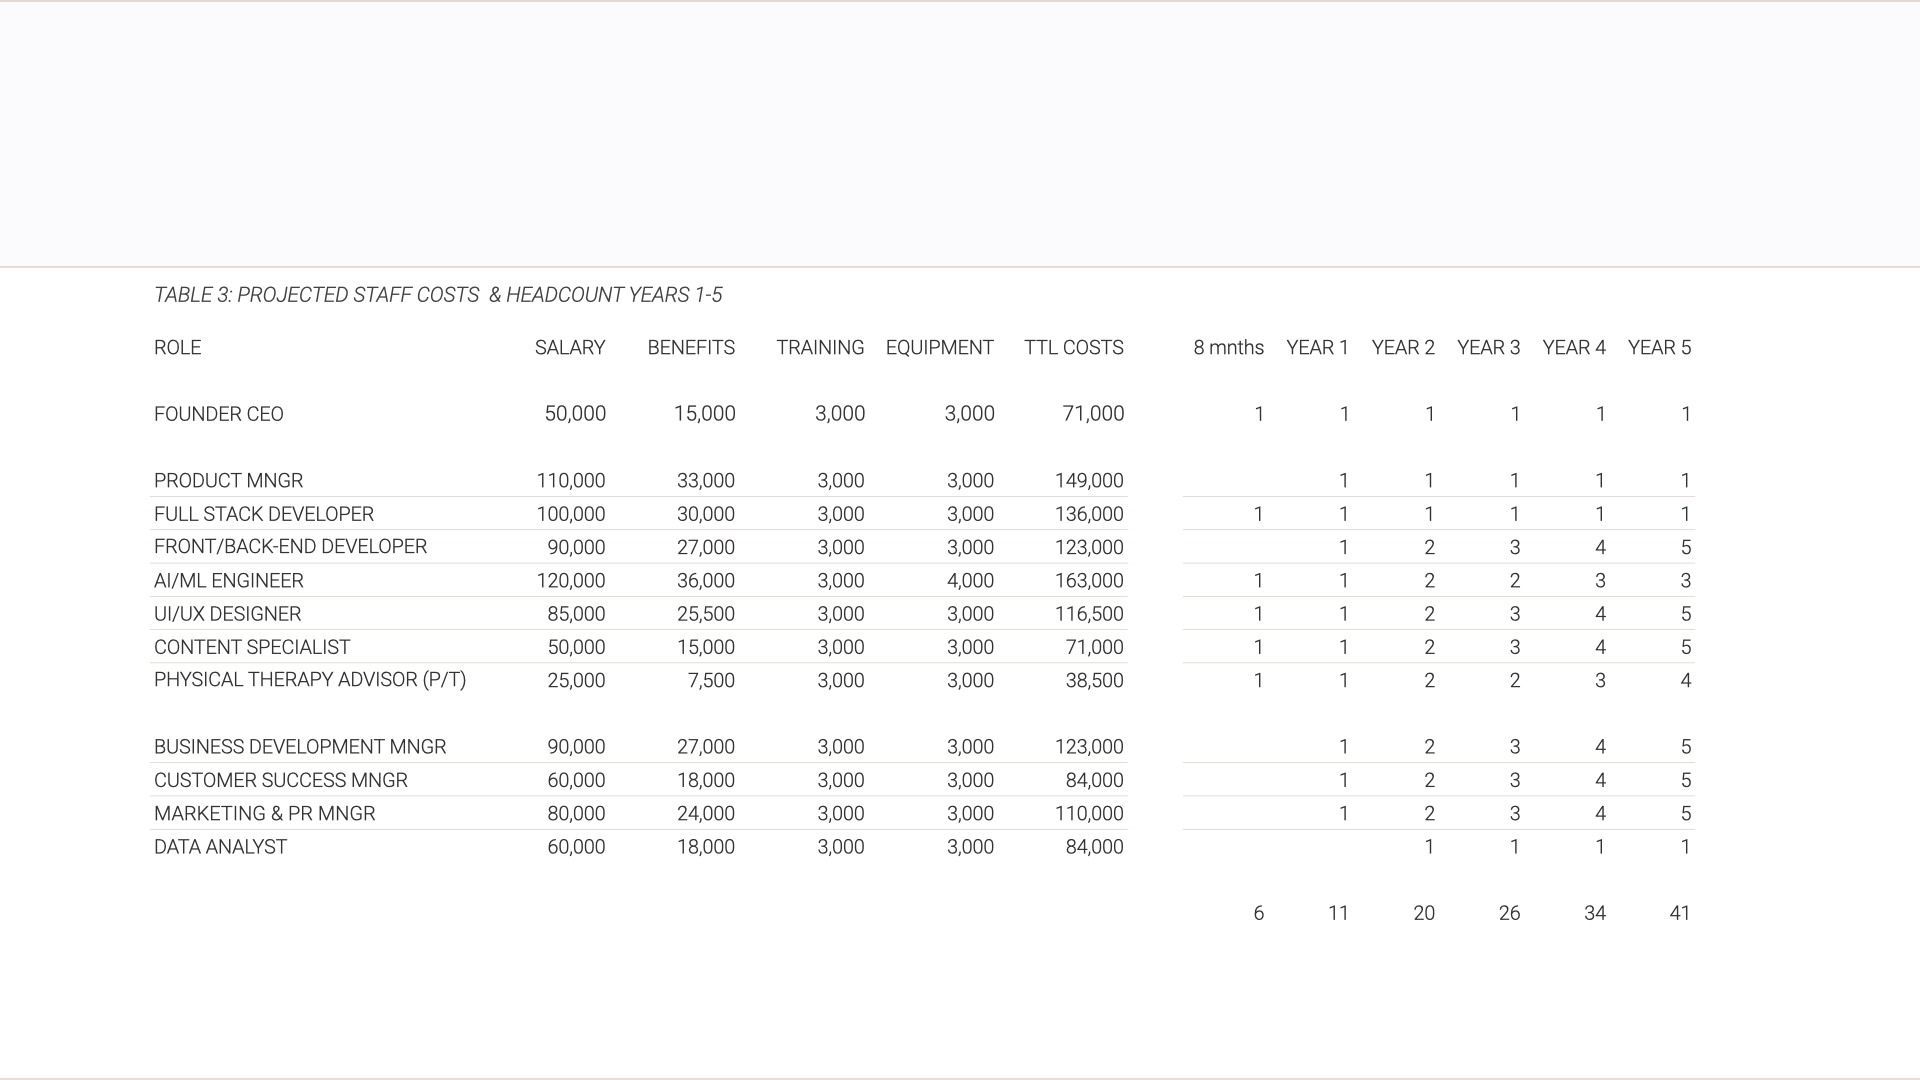 TABLE 3: PROJECTED STAFF COSTS & HEADCOUNT YEARS 1-5
ROLE SALARY BENEFITS TRAINING EQUIPMENT TTL COSTS 8 mnths YEAR 1 YEAR 2 YEAR 3 YEAR 4 YEAR 5
FOUNDER CEO 50,000 15,000 3,000 3,000 71,000 1 1 1 1 1 1
PRODUCT MNGR 110,000 33,000 3,000 3,000 149,000 1 1 1 1 1
FULL STACK DEVELOPER 100,000 30,000 3,000 3,000 136,000 1 1 1 1 1 1
FRONT/BACK-END DEVELOPER 90,000 27,000 3,000 3,000 123,000 1 2 3 4 5
AI/ML ENGINEER 120,000 36,000 3,000 4,000 163,000 1 1 2 2 3 3
UI/UX DESIGNER 85,000 25,500 3,000 3,000 116,500 1 1 2 3 4 5
CONTENT SPECIALIST 50,000 15,000 3,000 3,000 71,000 1 1 2 3 4 5
PHYSICAL THERAPY ADVISOR (P/T) 25,000 7,500 3,000 3,000 38,500 1 1 2 2 3 4
BUSINESS DEVELOPMENT MNGR 90,000 27,000 3,000 3,000 123,000 1 2 3 4 5
CUSTOMER SUCCESS MNGR 60,000 18,000 3,000 3,000 84,000 1 2 3 4 5
MARKETING & PR MNGR 80,000 24,000 3,000 3,000 110,000 1 2 3 4 5
DATA ANALYST 60,000 18,000 3,000 3,000 84,000 1 1 1 1
6 11 20 26 34 41